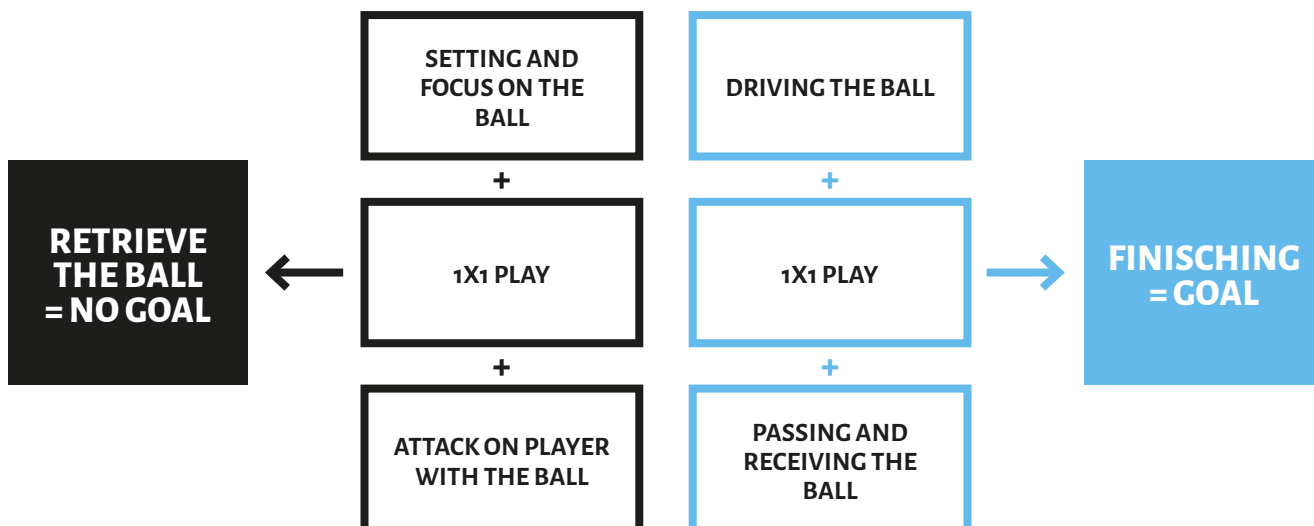 SETTING AND
FOCUS ON THE
BALL
DRIVING THE BALL
+
+
RETRIEVE
THE BALL
= NO GOAL
1X1 PLAY
1X1 PLAY
FINISCHING
= GOAL
+
+
ATTACK ON PLAYER
WITH THE BALL
PASSING AND
RECEIVING THE
BALL